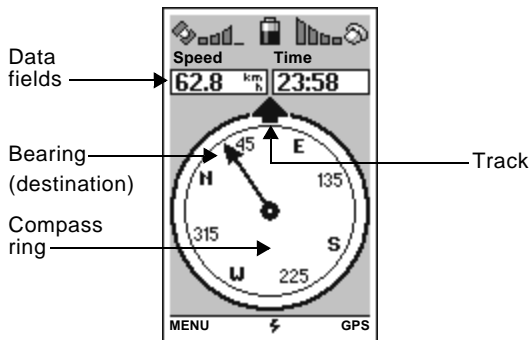 Speed Time
Data
fields
62.8 km/h 23:58
45 E
Bearing
(destination)
Track
N
135
Compass
ring
315
S
W
225
MENU GPS